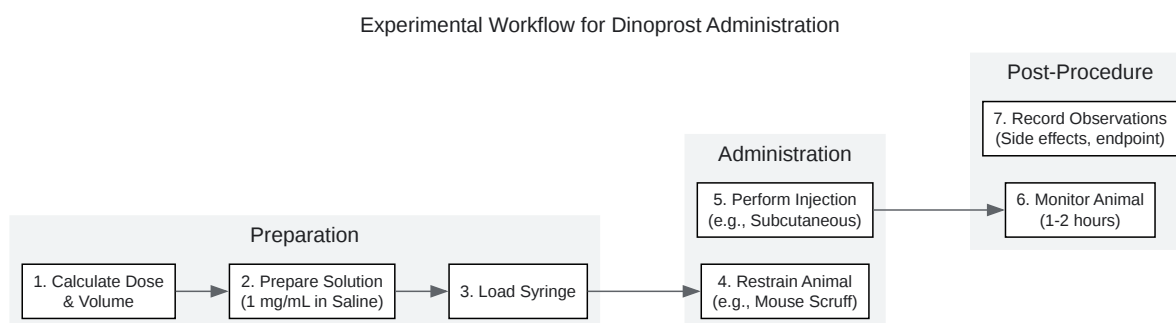 Experimental Workflow for Dinoprost Administration
Preparation
1. Calculate Dose
& Volume
2. Prepare Solution
(1 mg/mL in Saline)
3. Load Syringe
Administration
4. Restrain Animal
(e.g., Mouse Scruff)
5. Perform Injection
(e.g., Subcutaneous)
Post-Procedure
6. Monitor Animal
(1-2 hours)
7. Record Observations
(Side effects, endpoint)